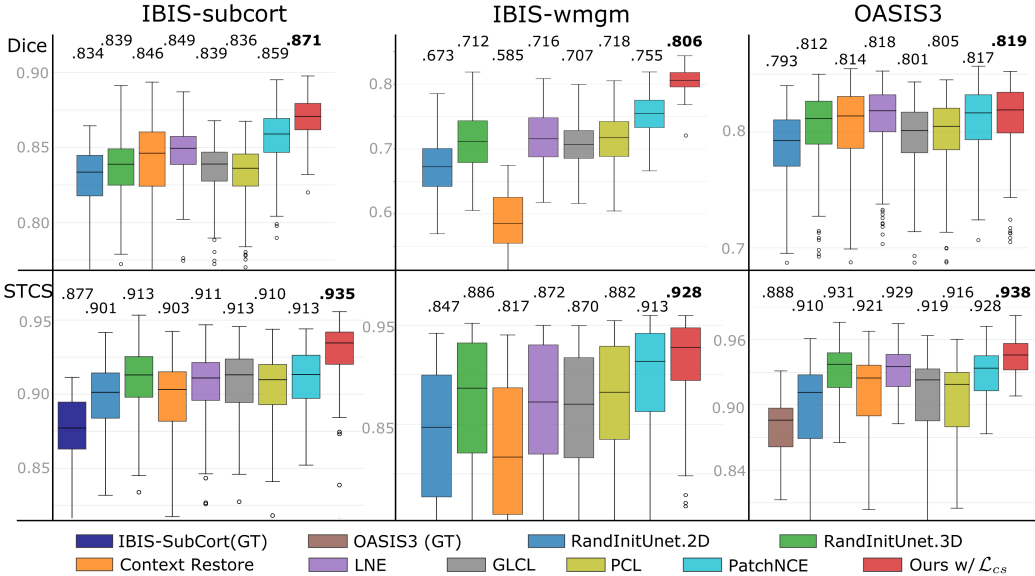 IBIS-subcort IBIS-wmgm OASIS3
Dice
.834 .839 .846 .849 .839 .836 .859 .871
0.90
0.85
0.80
.673 .712 .585 .716 .707 .718 .755 .806
0.8
0.7
0.6
.793 .812 .814 .818 .801 .805 .817 .819
0.8
0.7
STCS
.877 .901 .913 .903 .911 .913 .910 .913 .935
0.95
0.90
0.85
.847 .886 .817 .872 .870 .882 .913 .928
0.95
0.85
.888 .910 .931 .921 .929 .919 .916 .928 .938
0.96
0.90
0.84
IBIS-SubCort(GT) OASIS3 (GT) RandInitUnet.2D RandInitUnet.3D
Context Restore LNE GLCL PCL PatchNCE Ours w/ ℒcs